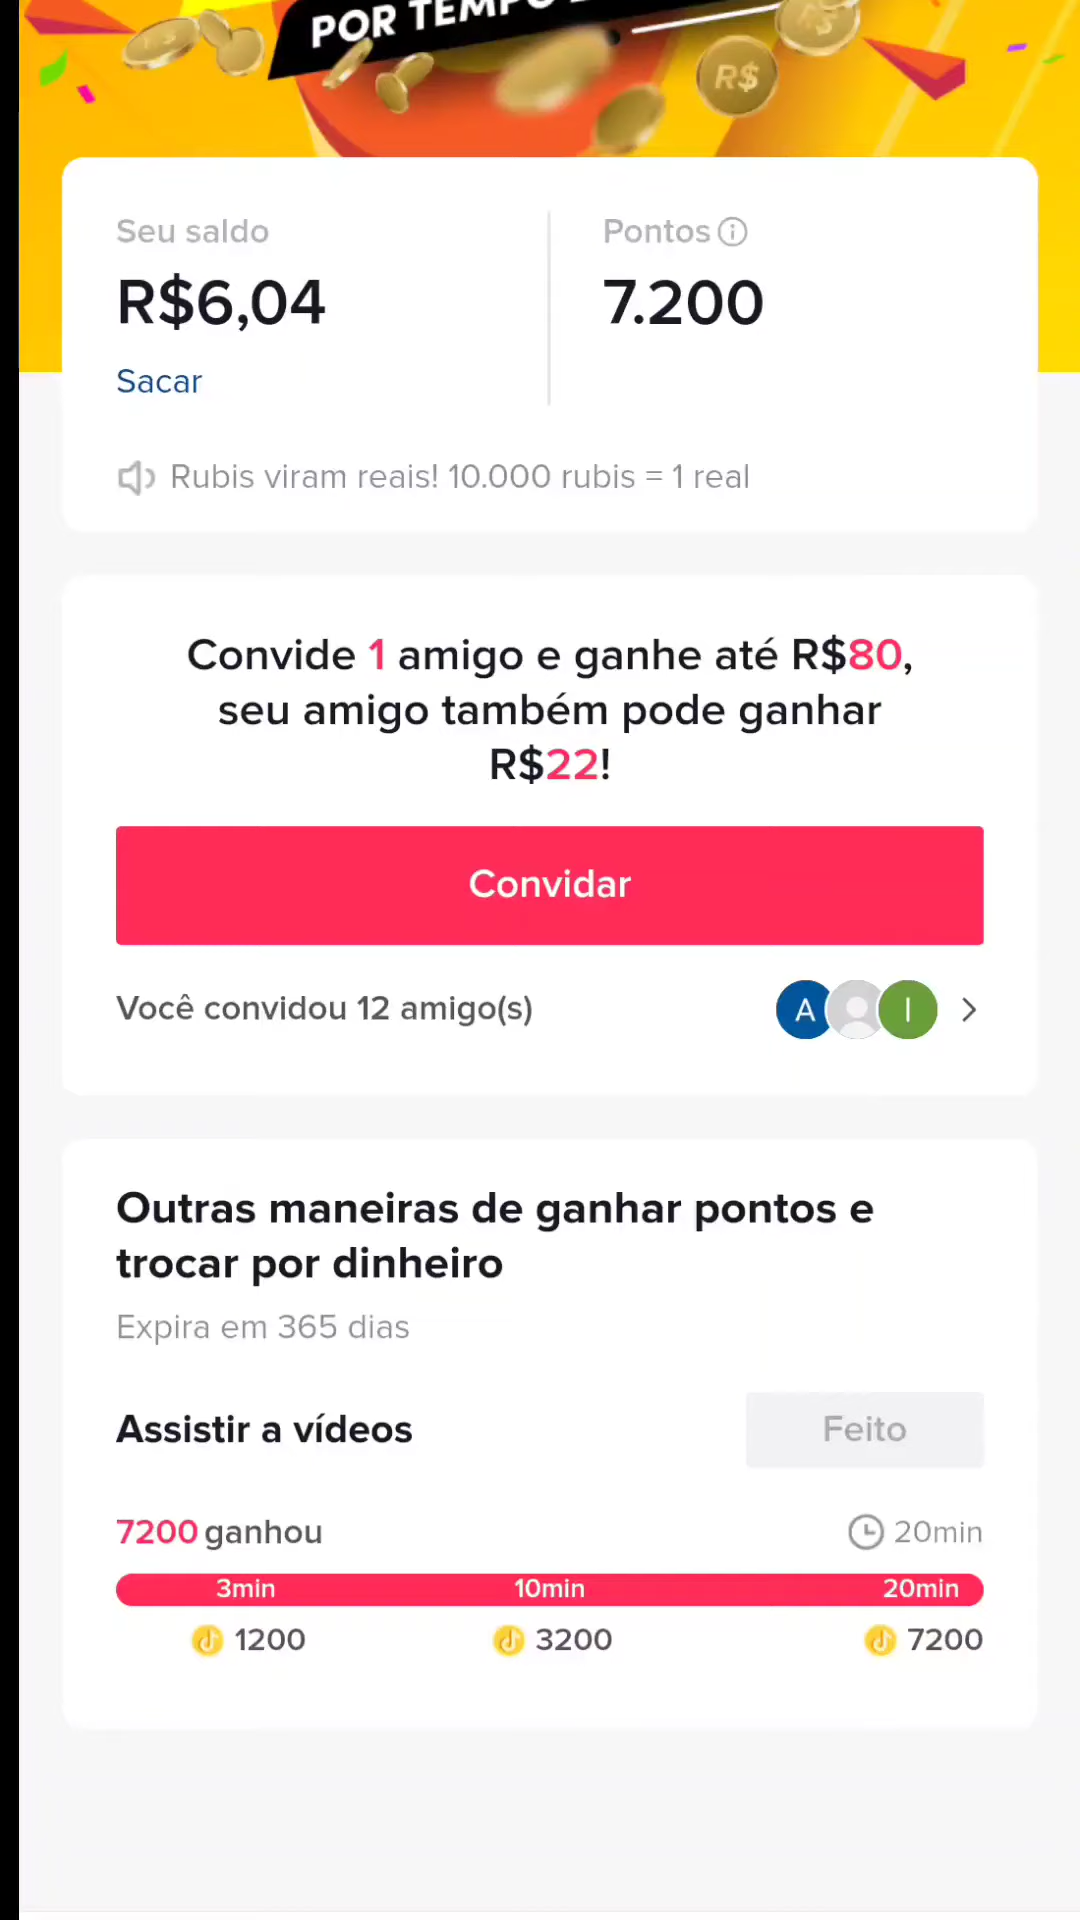 POR TEMPO
R$
R$
Seu saldo
Pontos
R$6,04
7.200
Sacar
Rubis viram reais! 10.000 rubis = 1 real
Convide 1 amigo e ganhe até R$80,
seu amigo também pode ganhar
R$22!
Convidar
Você convidou 12 amigo(s)
A
I
Outras maneiras de ganhar pontos e
trocar por dinheiro
Expira em 365 dias
Assistir a vídeos
Feito
7200 ganhou
20min
3min
10min
20min
1200
3200
7200